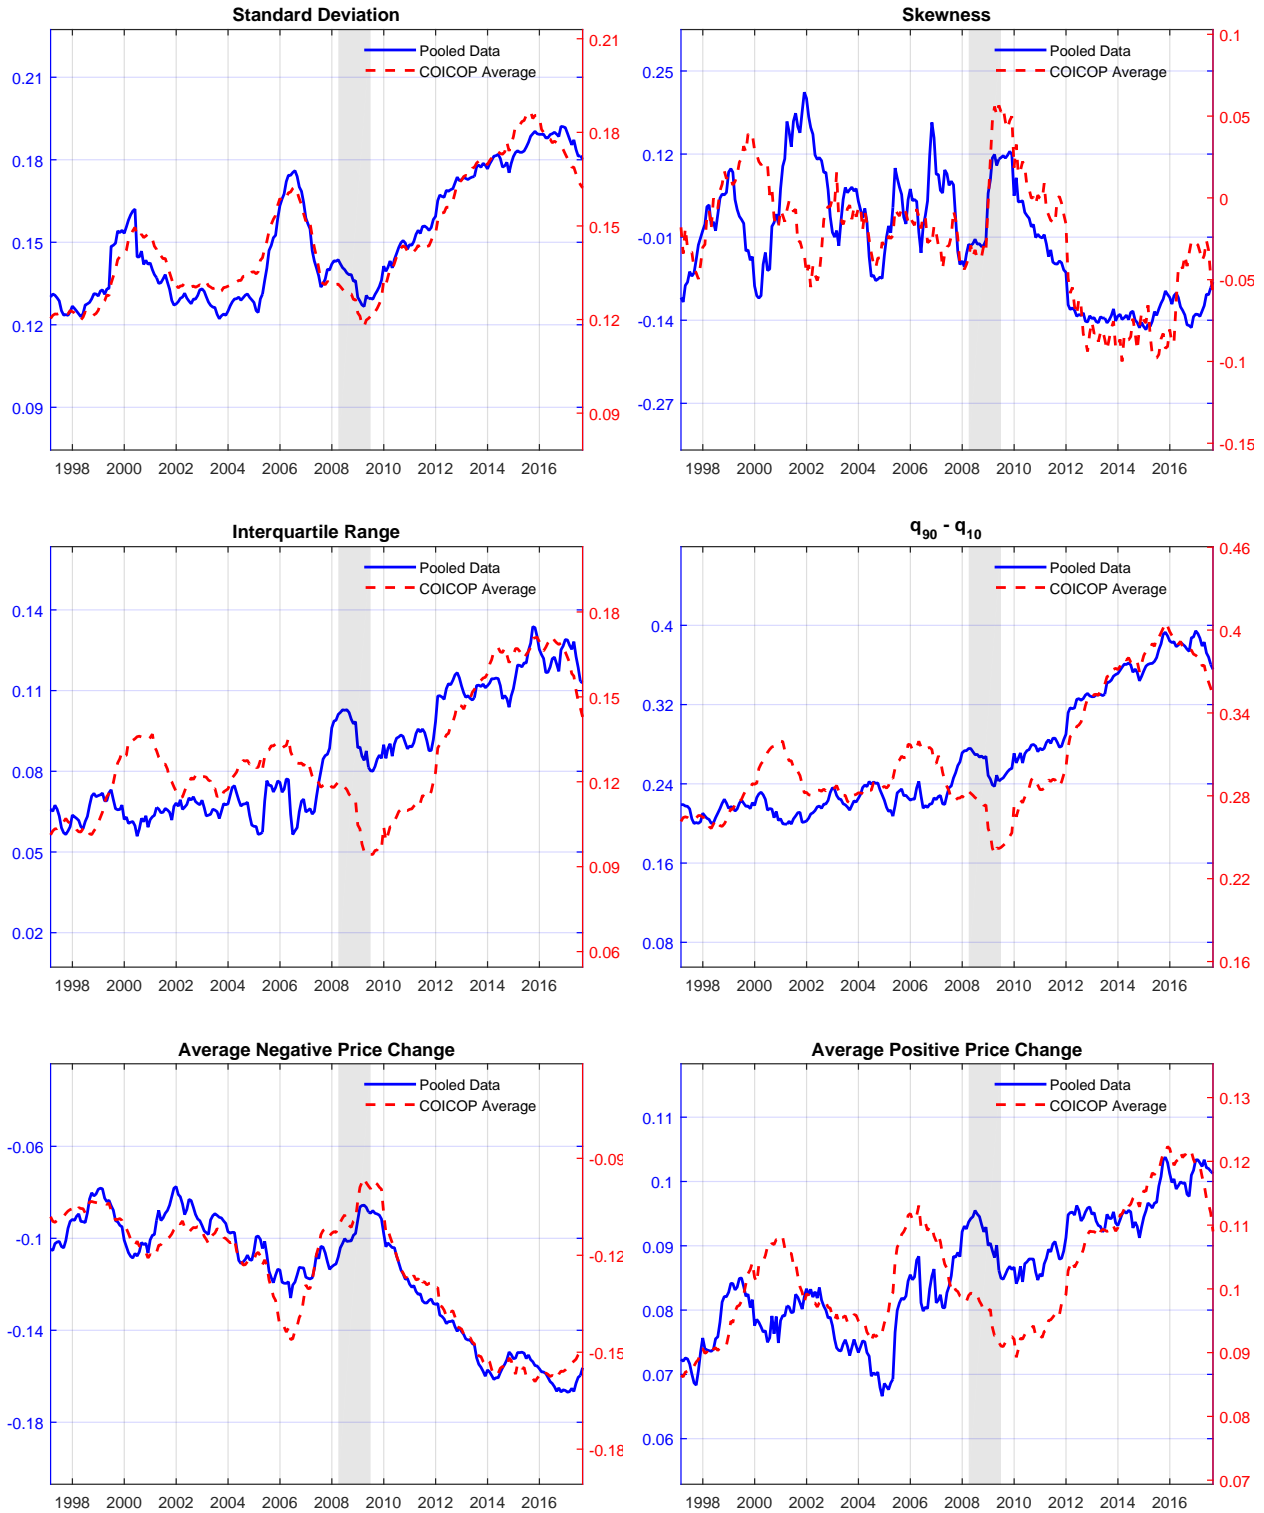 Standard Deviation
Pooled Data
COICOP Average
0.21
0.18
0.15
0.12
0.09
0.21
0.18
0.15
0.12
0.09
1998 2000 2002 2004 2006 2008 2010 2012 2014 2016
Skewness
Pooled Data
COICOP Average
0.25
0.12
-0.01
-0.14
-0.27
0.1
0.05
0
-0.05
-0.1
-0.15
1998 2000 2002 2004 2006 2008 2010 2012 2014 2016
Interquartile Range
Pooled Data
COICOP Average
0.14
0.11
0.08
0.05
0.02
0.18
0.15
0.12
0.09
0.06
1998 2000 2002 2004 2006 2008 2010 2012 2014 2016
q90 - q10
Pooled Data
COICOP Average
0.4
0.32
0.24
0.16
0.08
0.46
0.4
0.34
0.28
0.22
0.16
1998 2000 2002 2004 2006 2008 2010 2012 2014 2016
Average Negative Price Change
Pooled Data
COICOP Average
-0.06
-0.1
-0.14
-0.18
-0.09
-0.12
-0.15
-0.18
1998 2000 2002 2004 2006 2008 2010 2012 2014 2016
Average Positive Price Change
Pooled Data
COICOP Average
0.11
0.1
0.09
0.08
0.07
0.06
0.13
0.12
0.11
0.1
0.09
0.08
0.07
1998 2000 2002 2004 2006 2008 2010 2012 2014 2016